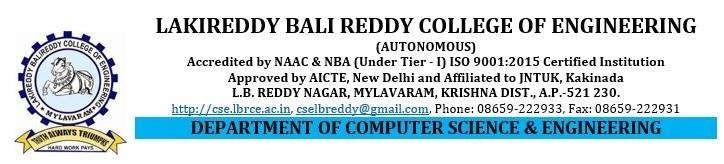 LAKIREDDY BALI REDDY COLLEGE OF ENGINEERING
(AUTONOMOUS)
Accredited by NAAC & NBA (Under Tier - I) ISO 9001:2015 Certified Institution
Approved by AICTE, New Delhi and Affiliated to JNTUK, Kakinada
L.B. REDDY NAGAR, MYLAVARAM, KRISHNA DIST., A.P.-521 230.
http://cse.lbrce.ac.in, cselbreddy@gmail.com, Phone: 08659-222933, Fax: 08659-222931
DEPARTMENT OF COMPUTER SCIENCE & ENGINEERING
LAKIREDDY BALIREDDY COLLEGE OF ENGINEERING
MYLAVARAM
TRUTH ALWAYS TRIUMPHS
HARD WORK PAYS